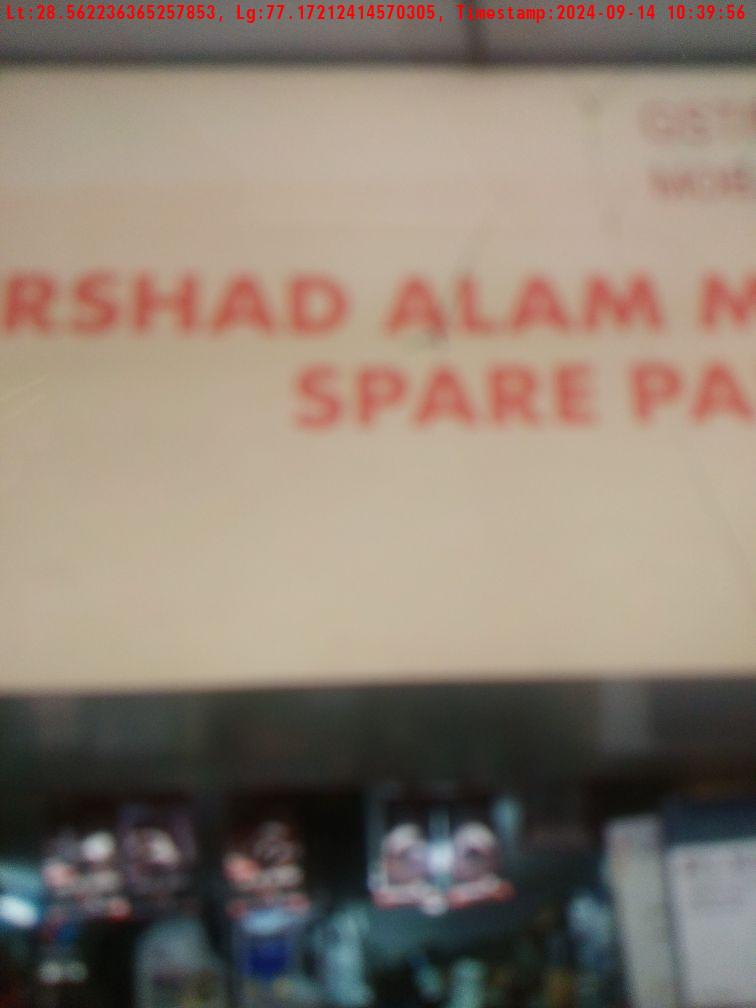 Lt:28.562236365257853, Lg:77.17212414570305, Timestamp:2024-09-14 10:39:56
RSHAD ALAM M
SPARE PA